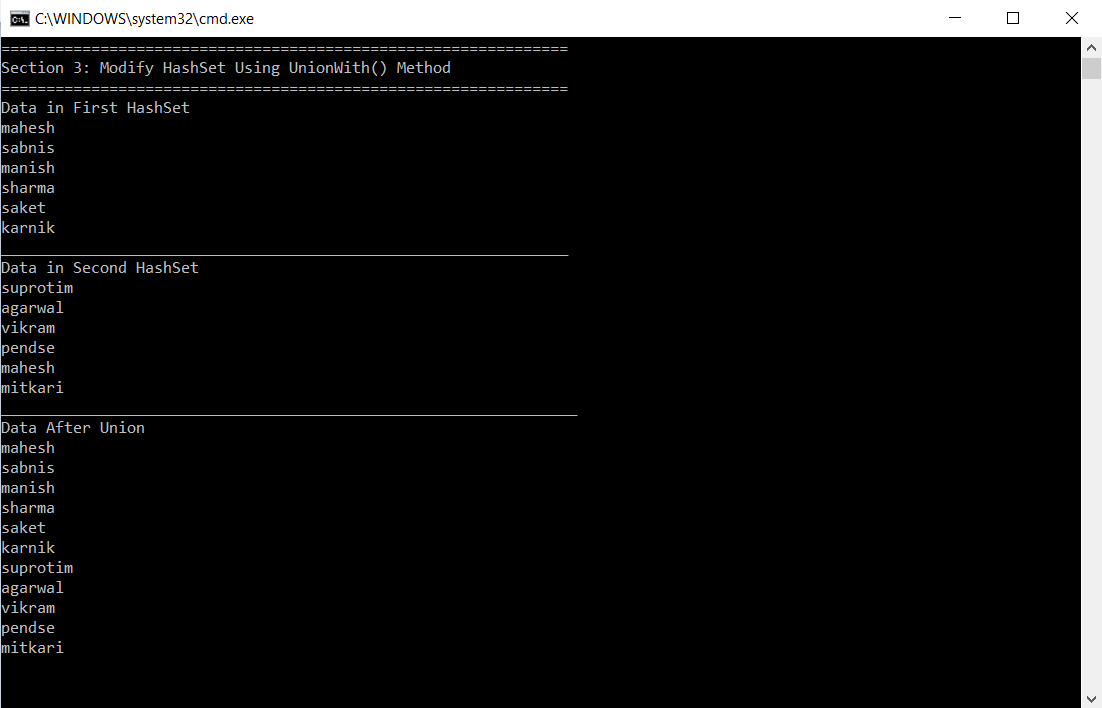 C:\WINDOWS\system32\cmd.exe
===============================================================
Section 3: Modify HashSet Using UnionWith() Method
===============================================================
Data in First HashSet
mahesh
sabnis
manish
sharma
saket
karnik
_______________________________________________________________
Data in Second HashSet
suprotim
agarwal
vikram
pendse
mahesh
mitkari
________________________________________________________________
Data After Union
mahesh
sabnis
manish
sharma
saket
karnik
suprotim
agarwal
vikram
pendse
mitkari